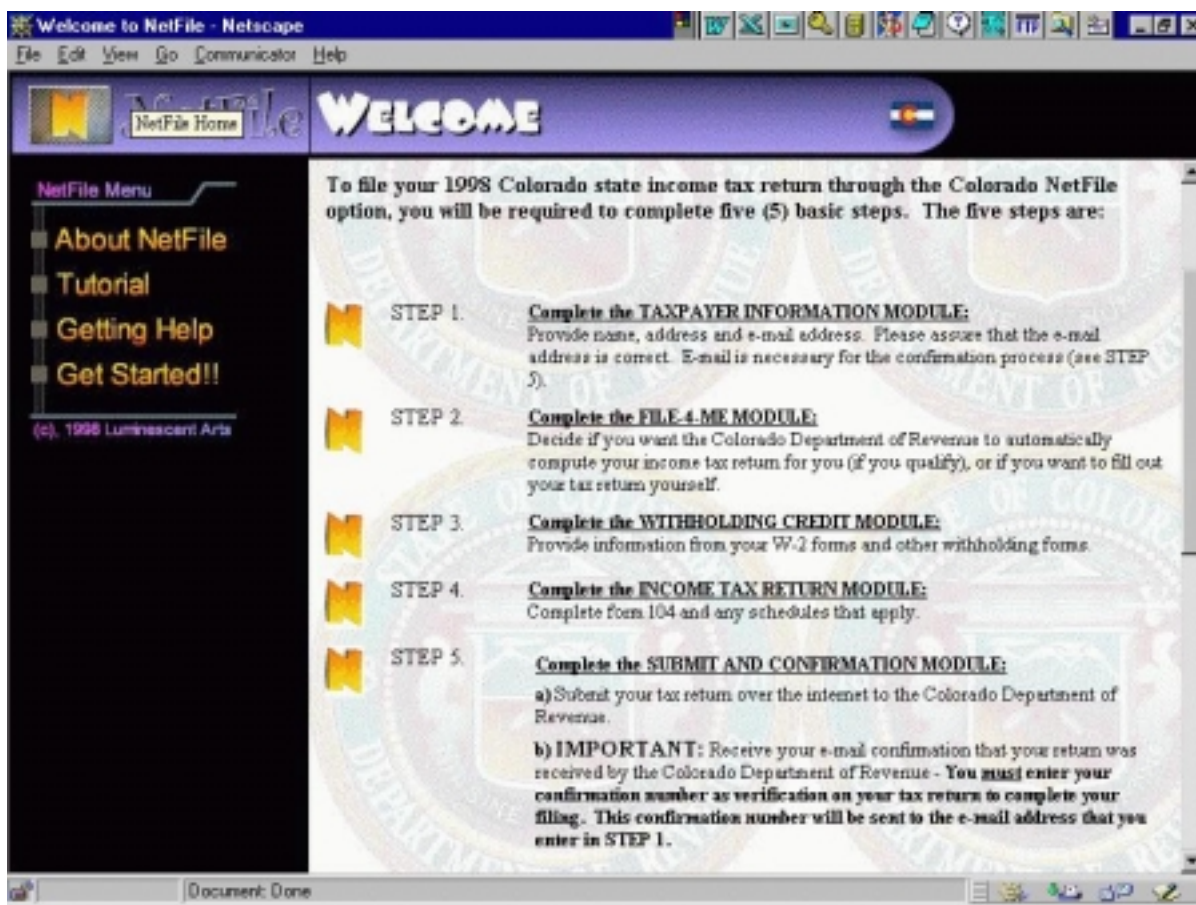 Welcome to NetFile - Netscape
File Edit View Go Communicator Help
NetFile
NetFile Home
WELCOME
NetFile Menu
About NetFile
Tutorial
Getting Help
Get Started!!
(c), 1998 Luminescent Arts
To file your 1998 Colorado state income tax return through the Colorado NetFile
option, you will be required to complete five (5) basic steps. The five steps are:
STEP 1. Complete the TAXPAYER INFORMATION MODULE:
Provide name, address and e-mail address. Please assure that the e-mail
address is correct. E-mail is necessary for the confirmation process (see STEP
5).
STEP 2. Complete the FILE-4-ME MODULE:
Decide if you want the Colorado Department of Revenue to automatically
compute your income tax return for you (if you qualify), or if you want to fill out
your tax return yourself.
STEP 3. Complete the WITHHOLDING CREDIT MODULE:
Provide information from your W-2 forms and other withholding forms.
STEP 4. Complete the INCOME TAX RETURN MODULE:
Complete form 104 and any schedules that apply.
STEP 5. Complete the SUBMIT AND CONFIRMATION MODULE:
a) Submit your tax return over the internet to the Colorado Department of
Revenue.
b) IMPORTANT: Receive your e-mail confirmation that your return was
received by the Colorado Department of Revenue - You must enter your
confirmation number as verification on your tax return to complete your
filing. This confirmation number will be sent to the e-mail address that you
enter in STEP 1.
Document: Done